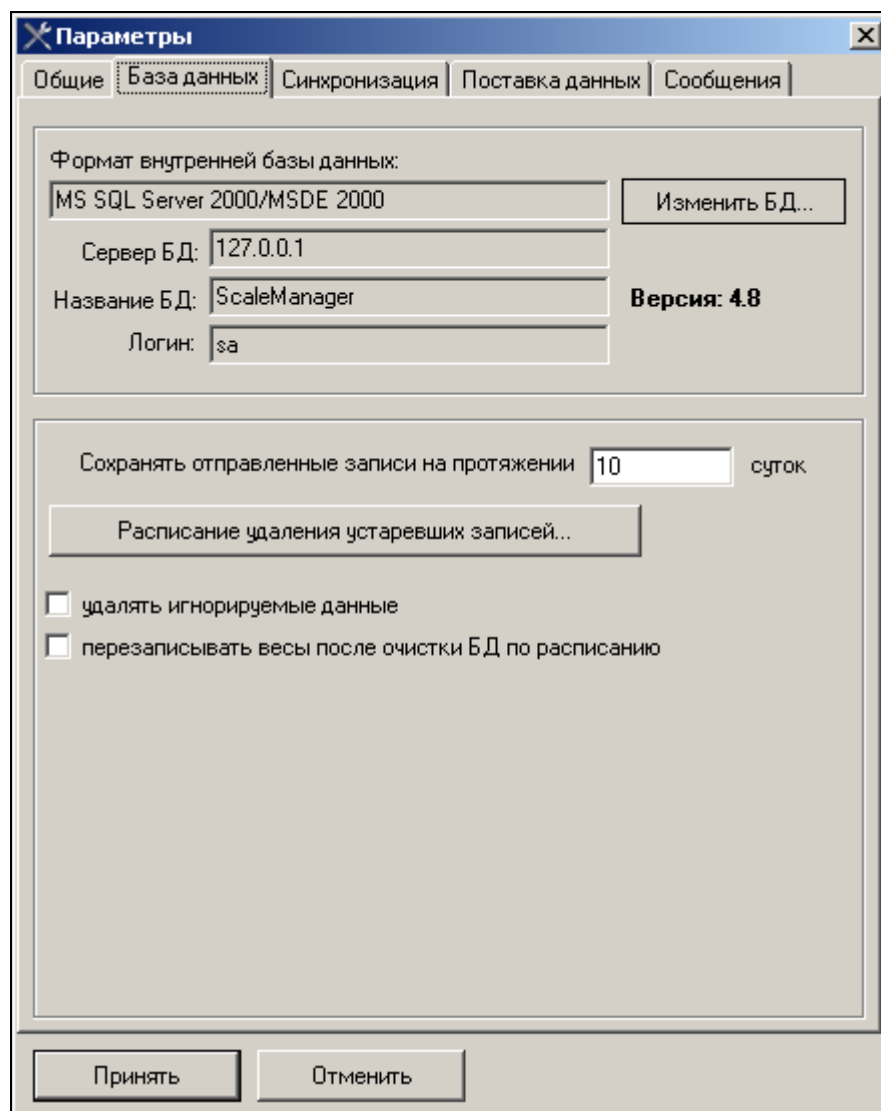 Параметры
Общие База данных Синхронизация Поставка данных Сообщения
Формат внутренней базы данных:
MS SQL Server 2000/MSDE 2000 Изменить БД...
Сервер БД: 127.0.0.1
Название БД: ScaleManager Версия: 4.8
Логин: sa
Сохранять отправленные записи на протяжении 10 суток
Расписание удаления устаревших записей...
удалять игнорируемые данные
перезаписывать весы после очистки БД по расписанию
Принять Отменить